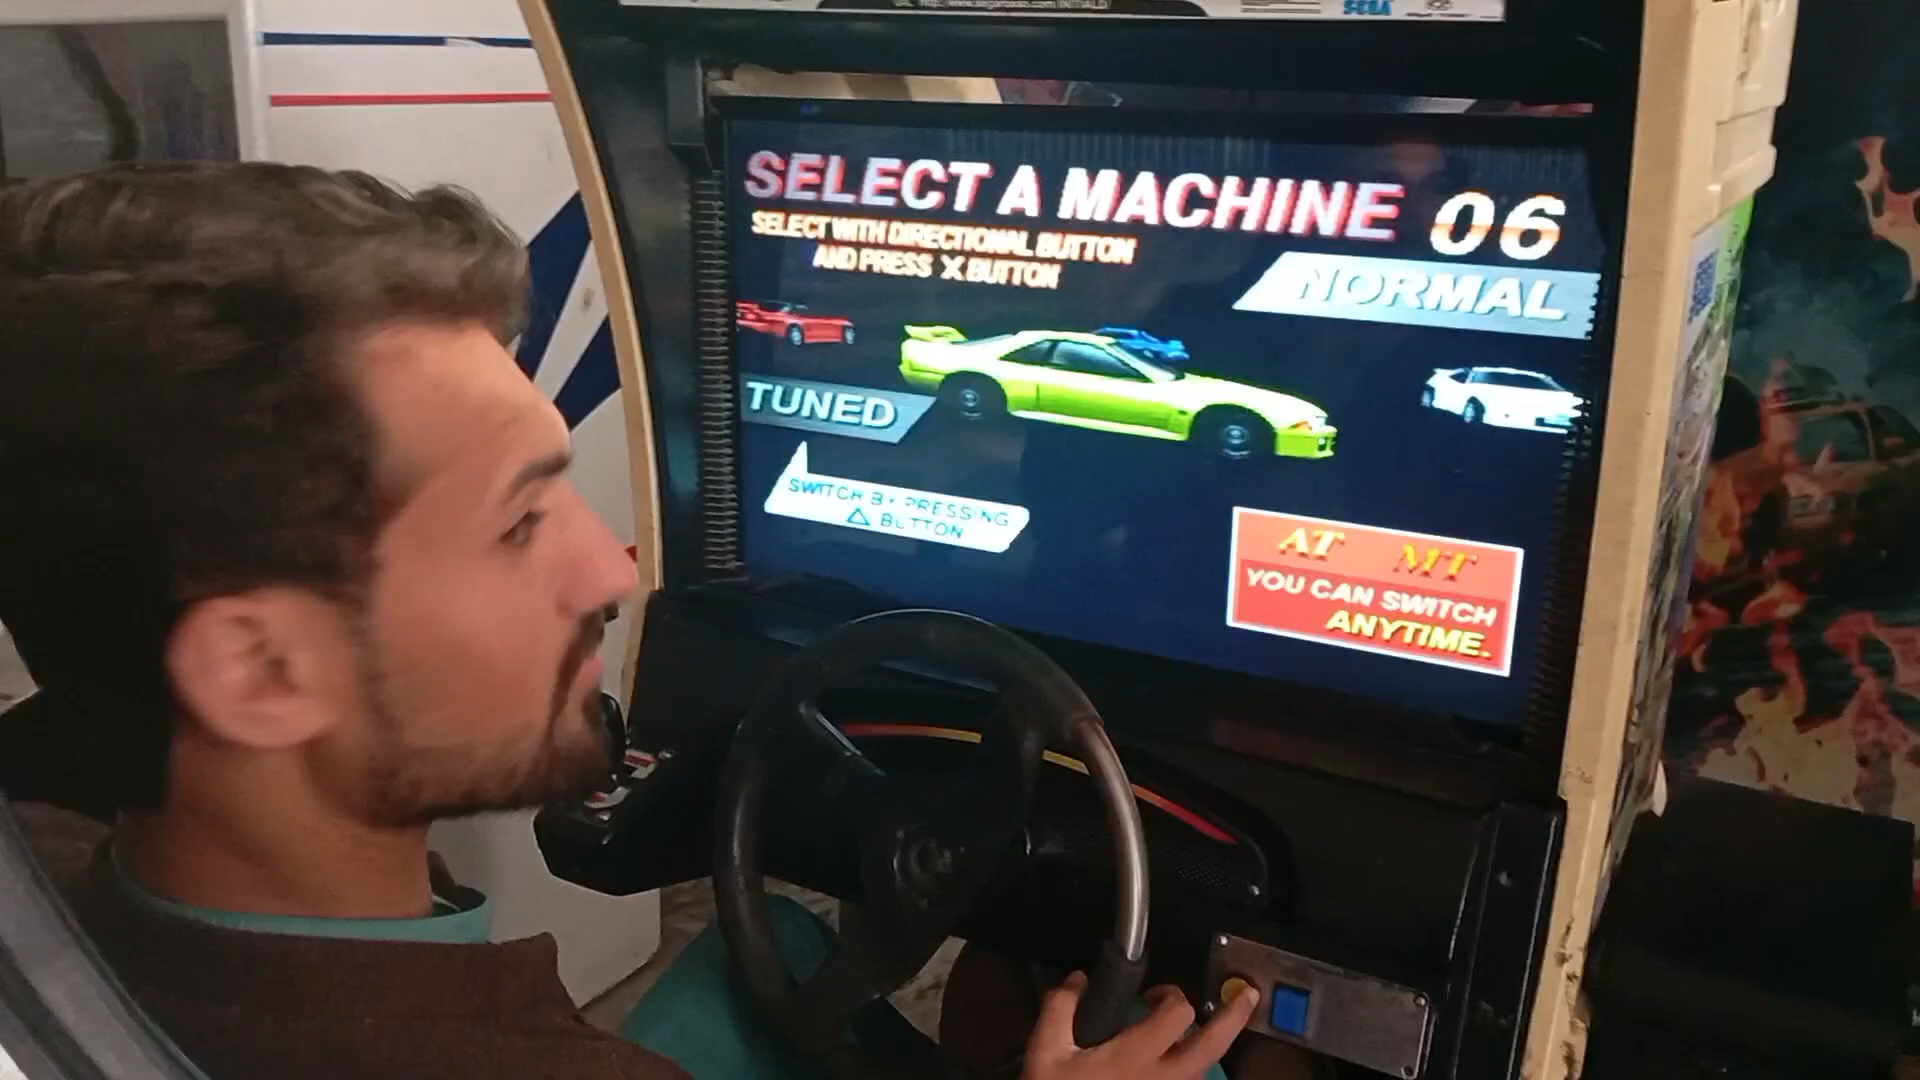 SEGA
SELECT A MACHINE 06
SELECT WITH DIRECTIONAL BUTTON
AND PRESS X BUTTON
NORMAL
TUNED
SWITCH BY PRESSING
△ BUTTON
AT MT
YOU CAN SWITCH
ANYTIME.